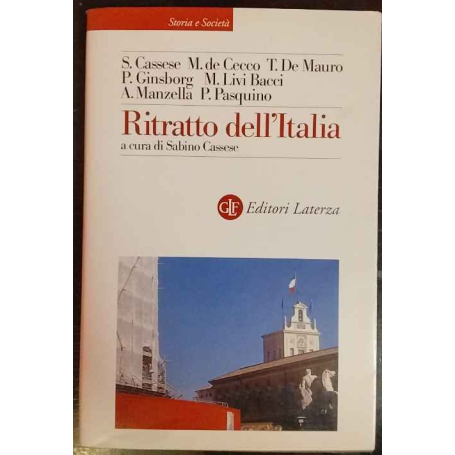 Storia e Società
S. Cassese M. de Cecco T. De Mauro
P. Ginsborg M. Livi Bacci
A. Manzella P. Pasquino
Ritratto dell'Italia
a cura di Sabino Cassese
GLF Editori Laterza